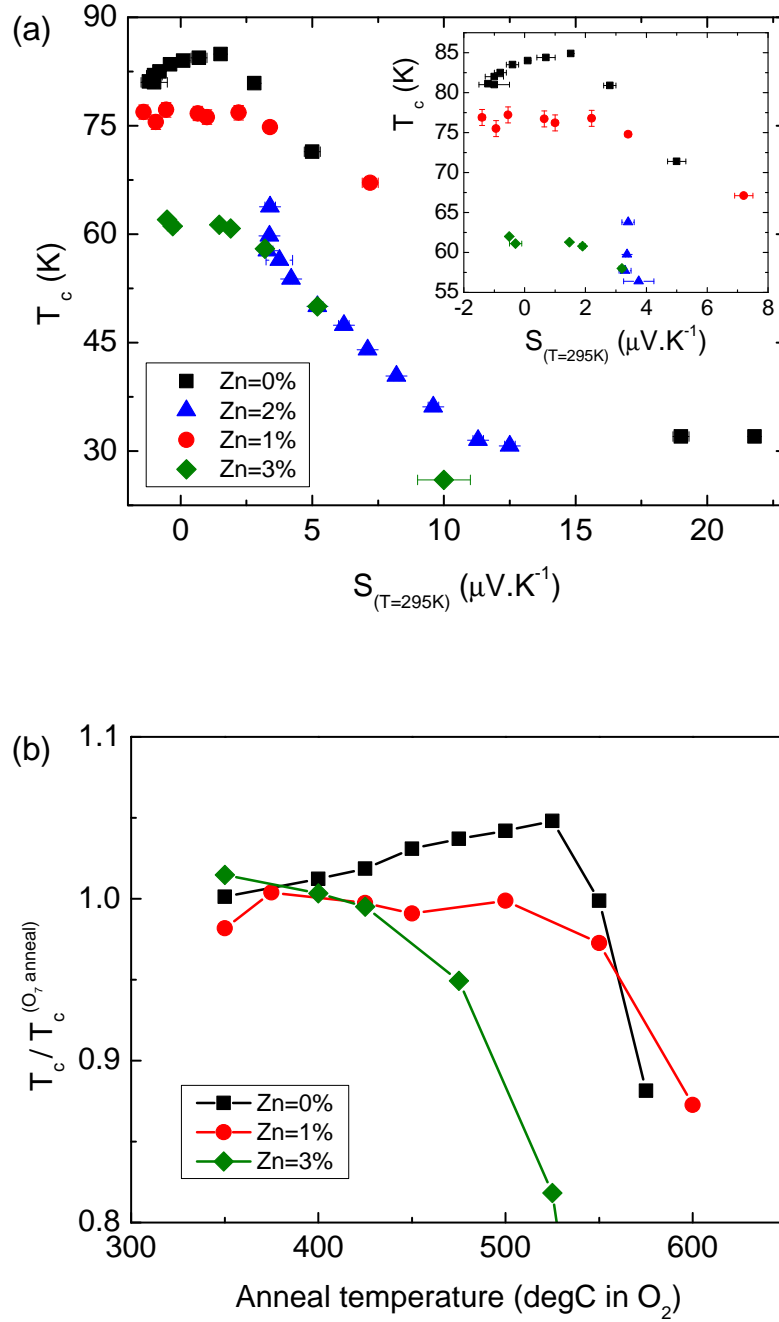 (a)
T_c (K)
90
75
60
45
30
0
5
10
15
20
S_(T=295K) (μV.K⁻¹)
Zn=0%
Zn=2%
Zn=1%
Zn=3%
T_c (K)
85
80
75
70
65
60
55
-2
0
2
4
6
8
S_(T=295K) (μV.K⁻¹)
(b)
T_c / T_c^(O₇ anneal)
1.1
1.0
0.9
0.8
300
400
500
600
Anneal temperature (degC in O₂)
Zn=0%
Zn=1%
Zn=3%